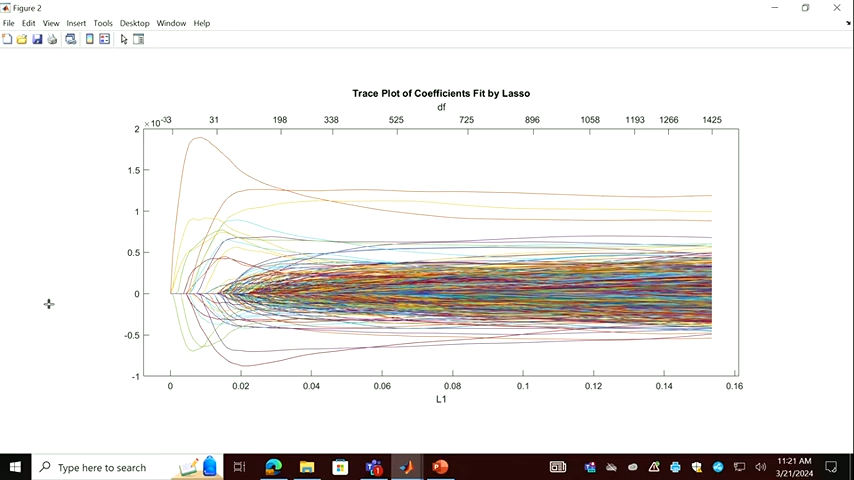 Figure 2
File Edit View Insert Tools Desktop Window Help
Trace Plot of Coefficients Fit by Lasso
df
×10-3 3 31 198 338 525 725 896 1058 1193 1266 1425
2
1.5
1
0.5
0
-0.5
-1
0 0.02 0.04 0.06 0.08 0.1 0.12 0.14 0.16
L1
Type here to search
1
11:21 AM
3/21/2024